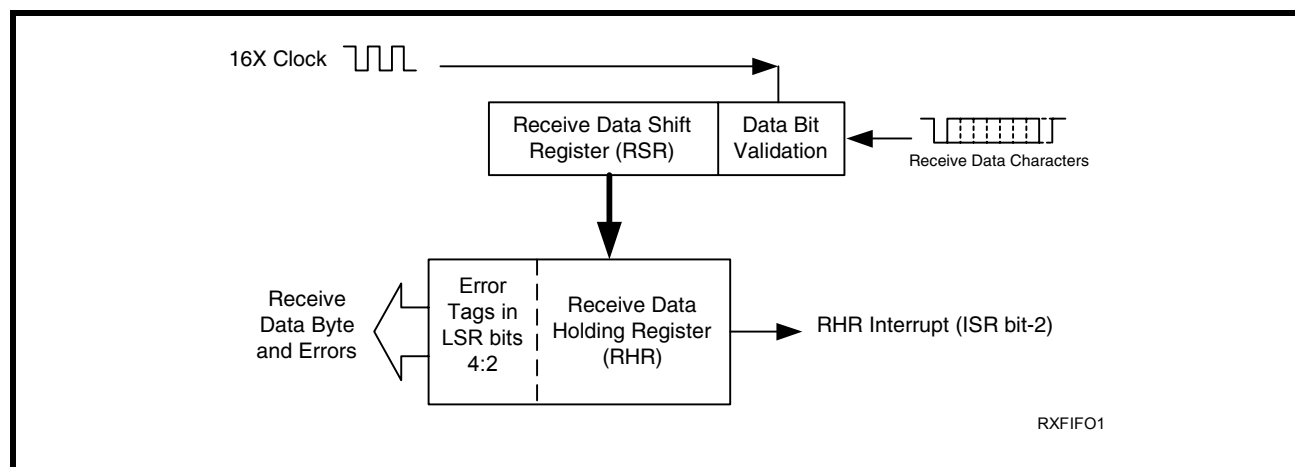 16X Clock
Receive Data Shift
Register (RSR)
Data Bit
Validation
Receive Data Characters
Receive
Data Byte
and Errors
Error
Tags in
LSR bits
4:2
Receive Data
Holding Register
(RHR)
RHR Interrupt (ISR bit-2)
RXFIFO1